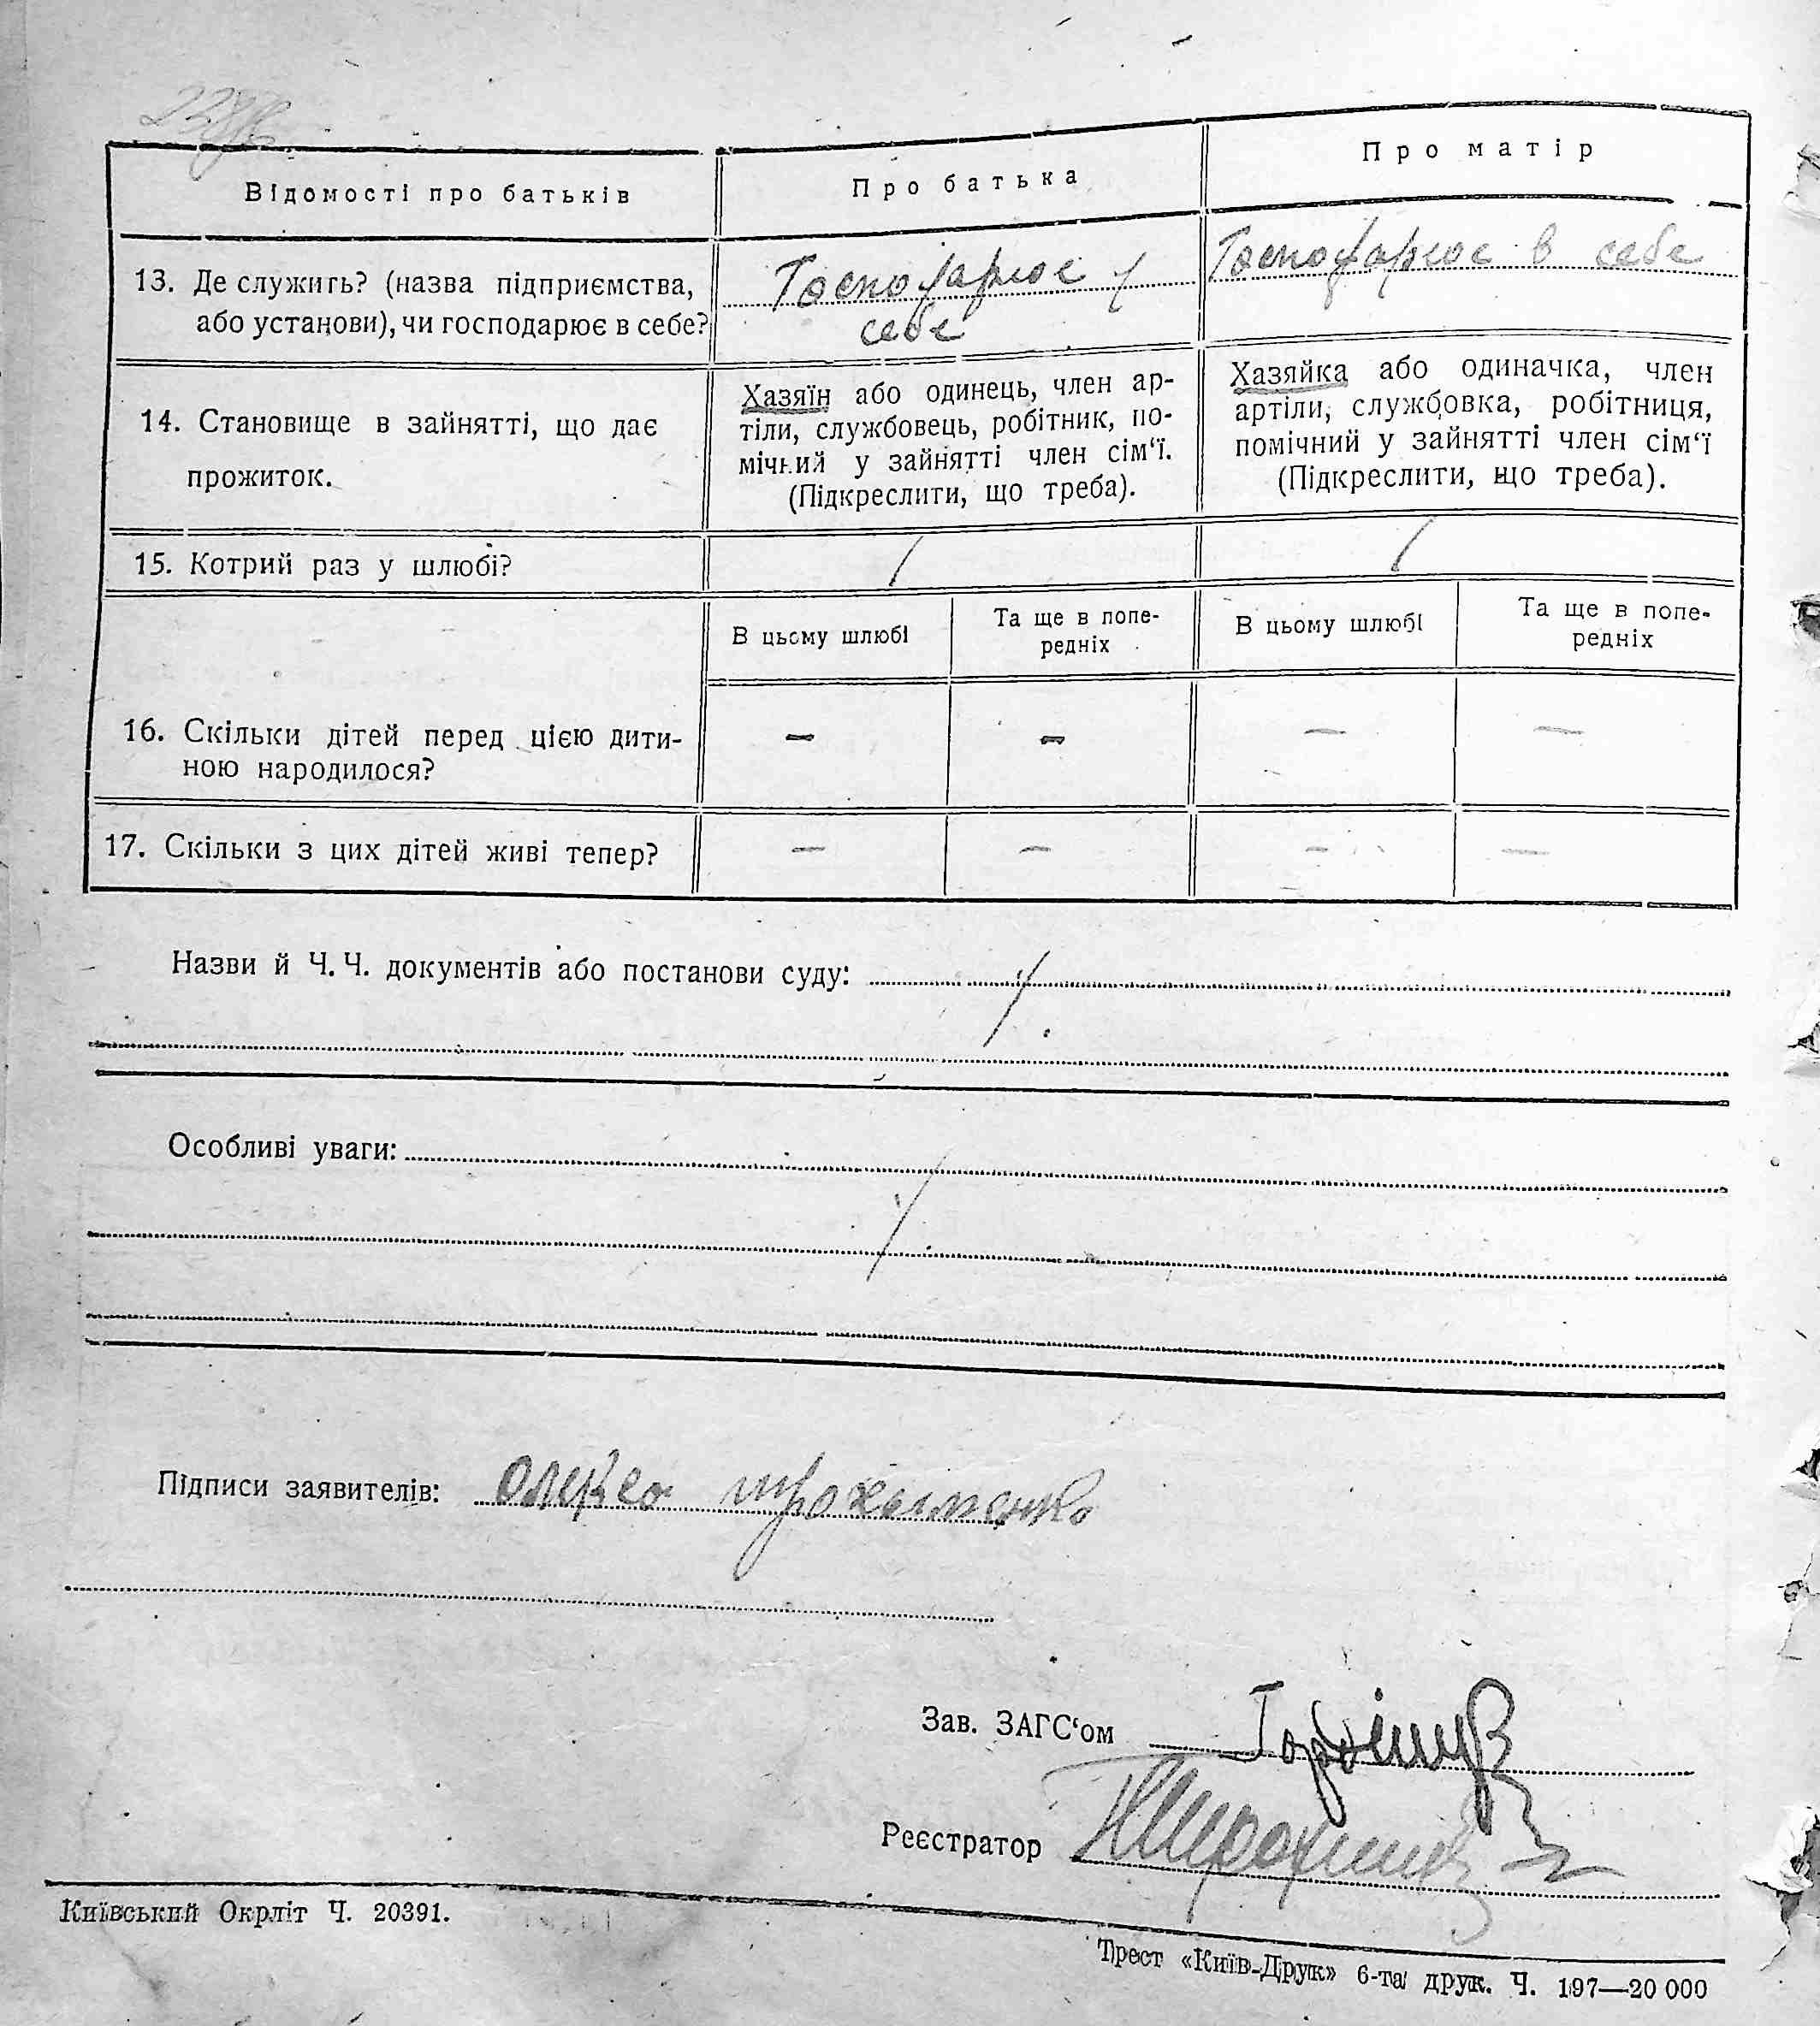 Відомості про батьків
Про батька
Про матір
13. Де служить? (назва підприємства, або установи), чи господарює в себе?
Господарює у
себе
Господарює в себе
14. Становище в зайнятті, що дає
прожиток.
Хазяїн або одинець, член ар-
тіли, службовець, робітник, по-
мічний у зайнятті член сім‘ї.
(Підкреслити, що треба).
Хазяйка або одиначка, член
артіли, службовка, робітниця,
помічний у зайнятті член сім‘ї
(Підкреслити, що треба).
15. Котрий раз у шлюбі?
1
1
В цьому шлюбі
Та ще в попе-
редніх
В цьому шлюбі
Та ще в попе-
редніх
16. Скільки дітей перед цією дити-
ною народилося?
— — — —
17. Скільки з цих дітей живі тепер?
— — — —
Назви й Ч. Ч. документів або постанови суду:
Особливі уваги:
Підписи заявителів: трохименко
Зав. ЗАГС‘ом
Реєстратор
Київський Окрліт Ч. 20391.
Трест «Київ-Друк» 6-та друк. Ч. 197—20 000